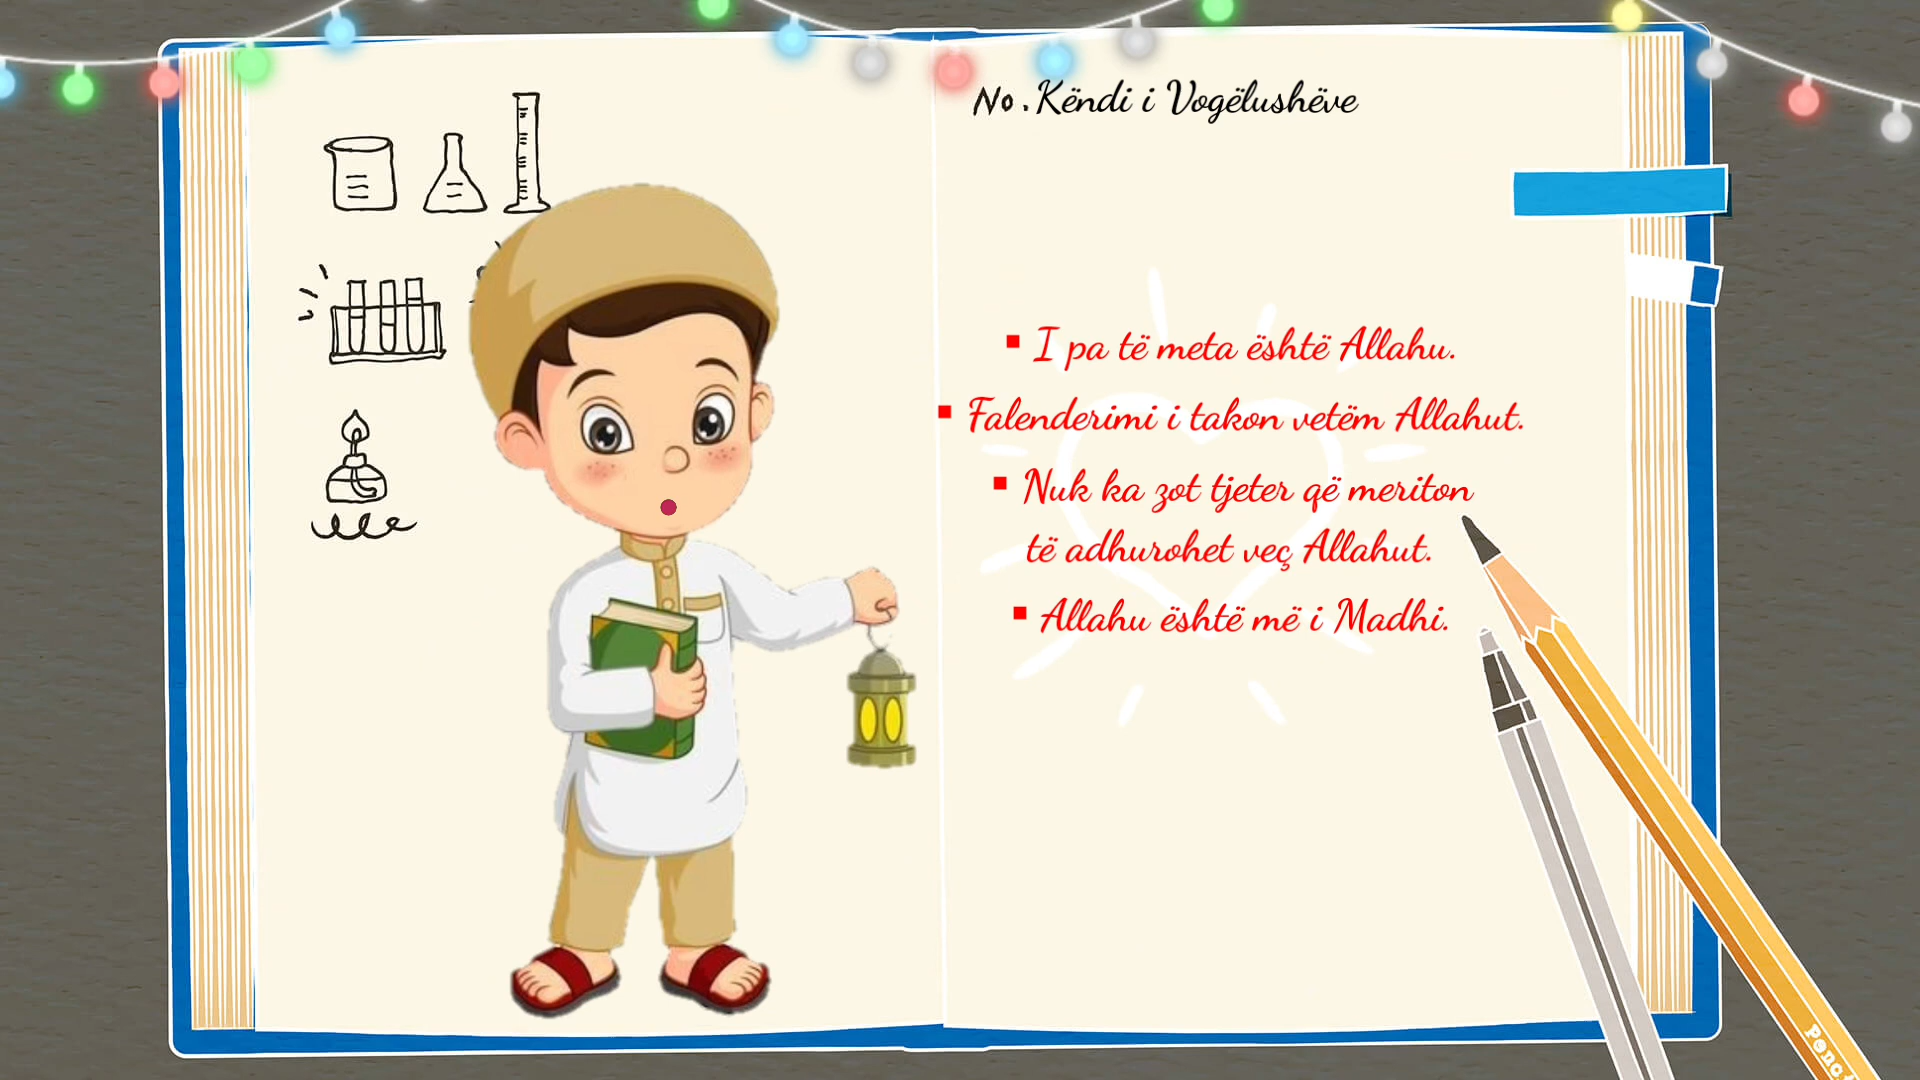 No. Këndi i Vogëlushëve
▪ I pa të meta është Allahu.
▪ Falenderimi i takon vetëm Allahut.
▪ Nuk ka zot tjeter që meriton
të adhurohet veç Allahut.
▪ Allahu është më i Madhi.